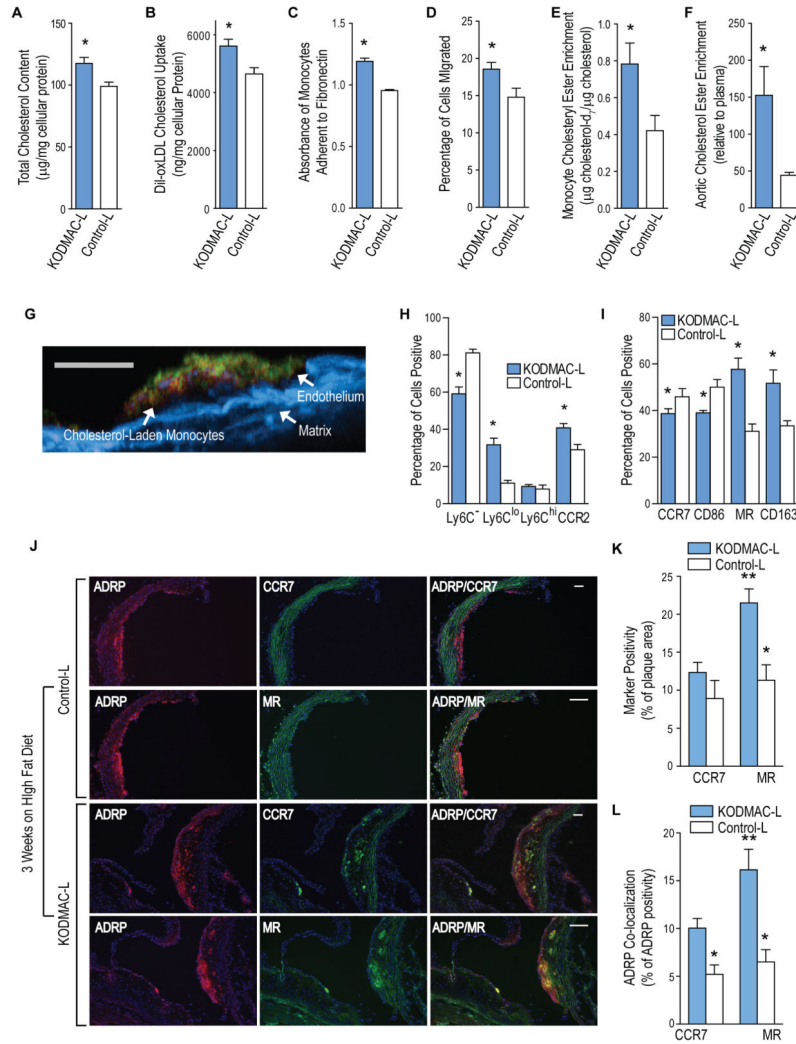 A
Total Cholesterol Content
(µg/mg cellular protein)
150
100
50
0
*
KODMAC-L
Control-L
B
Dil-oxLDL Cholesterol Uptake
(ng/mg cellular Protein)
6000
4000
2000
0
*
KODMAC-L
Control-L
C
Absorbance of Monocytes
Adherent to Fibronectin
1.5
1.0
0.5
0.0
*
KODMAC-L
Control-L
D
Percentage of Cells Migrated
25
20
15
10
5
0
*
KODMAC-L
Control-L
E
Monocyte Cholesteryl Ester Enrichment
(µg cholesterol-d7/µg cholesterol)
1.0
0.8
0.6
0.4
0.2
0.0
*
KODMAC-L
Control-L
F
Aortic Cholesterol Ester Enrichment
(relative to plasma)
250
200
150
100
50
0
*
KODMAC-L
Control-L
G
Endothelium
Cholesterol-Laden Monocytes
Matrix
H
Percentage of Cells Positive
100
80
60
40
20
0
KODMAC-L
Control-L
*
*
*
Ly6C- Ly6Clo Ly6Chi CCR2
I
Percentage of Cells Positive
80
60
40
20
0
KODMAC-L
Control-L
*
*
*
*
CCR7 CD86 MR CD163
J
3 Weeks on High Fat Diet
Control-L
ADRP CCR7 ADRP/CCR7
ADRP MR ADRP/MR
KODMAC-L
ADRP CCR7 ADRP/CCR7
ADRP MR ADRP/MR
K
KODMAC-L
Control-L
Marker Positivity
(% of plaque area)
25
20
15
10
5
0
**
*
CCR7 MR
L
KODMAC-L
Control-L
ADRP Co-localization
(% of ADRP positivity)
20
15
10
5
0
*
**
*
CCR7 MR